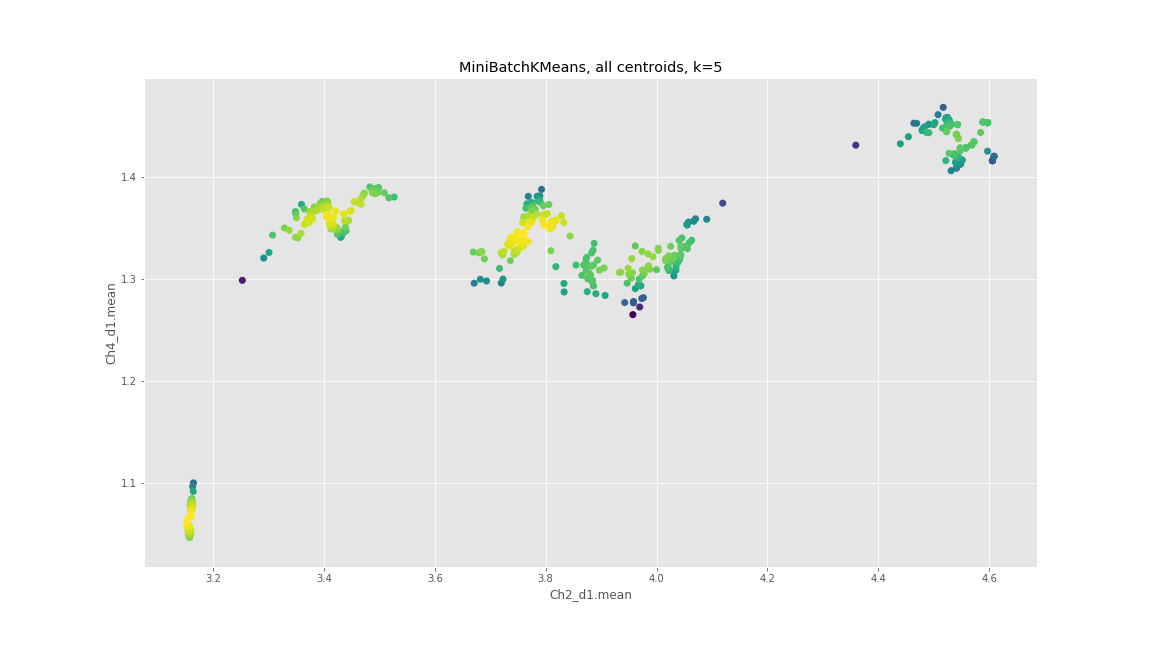 MiniBatchKMeans, all centroids, k=5
1.4
1.3
1.2
1.1
Ch4_d1.mean
3.2 3.4 3.6 3.8 4.0 4.2 4.4 4.6
Ch2_d1.mean